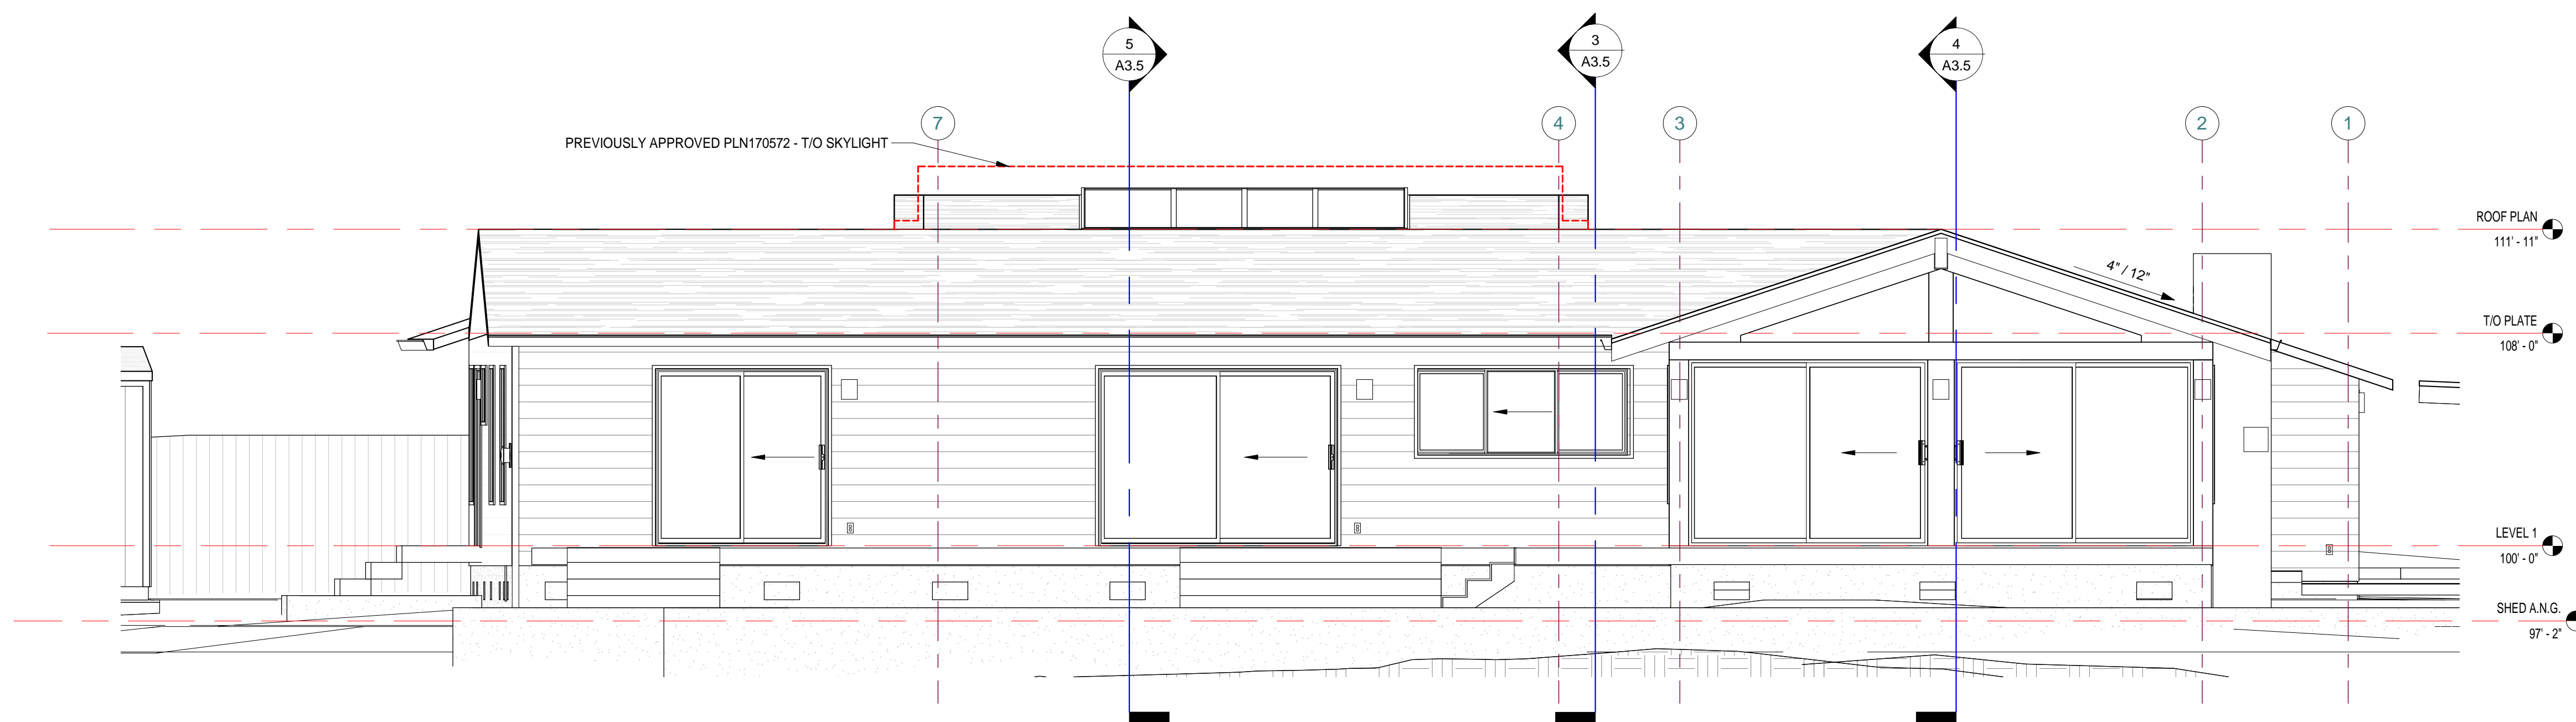 5
A3.5
3
A3.5
4
A3.5
7
4
3
2
1
PREVIOUSLY APPROVED PLN170572 - T/O SKYLIGHT
ROOF PLAN
111' - 11"
4" / 12"
T/O PLATE
108' - 0"
LEVEL 1
100' - 0"
SHED A.N.G.
97' - 2"